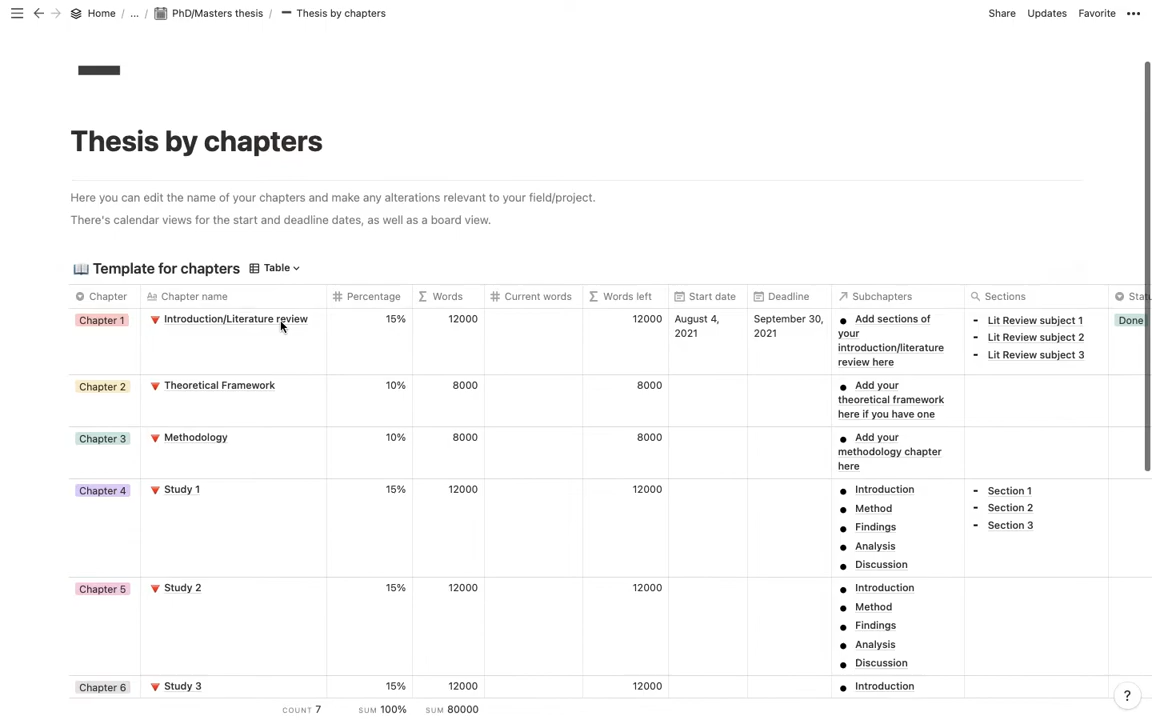 Home / ... / PhD/Masters thesis / Thesis by chapters Share Updates Favorite •••
Thesis by chapters
Here you can edit the name of your chapters and make any alterations relevant to your field/project.
There's calendar views for the start and deadline dates, as well as a board view.
Template for chapters Table
Chapter Aa Chapter name # Percentage Σ Words # Current words Σ Words left Start date Deadline Subchapters Sections
Chapter 1 Introduction/Literature review 15% 12000 12000 August 4, September 30, Add sections of - Lit Review subject 1 Done
2021 2021 your - Lit Review subject 2
introduction/literature
review here - Lit Review subject 3
Chapter 2 Theoretical Framework 10% 8000 8000 Add your
theoretical framework
here if you have one
Chapter 3 Methodology 10% 8000 8000 Add your
methodology chapter
here
Chapter 4 Study 1 15% 12000 12000 Introduction - Section 1
Method - Section 2
Findings - Section 3
Analysis
Discussion
Chapter 5 Study 2 15% 12000 12000 Introduction
Method
Findings
Analysis
Discussion
Chapter 6 Study 3 15% 12000 12000 Introduction
COUNT 7 SUM 100% SUM 80000
?